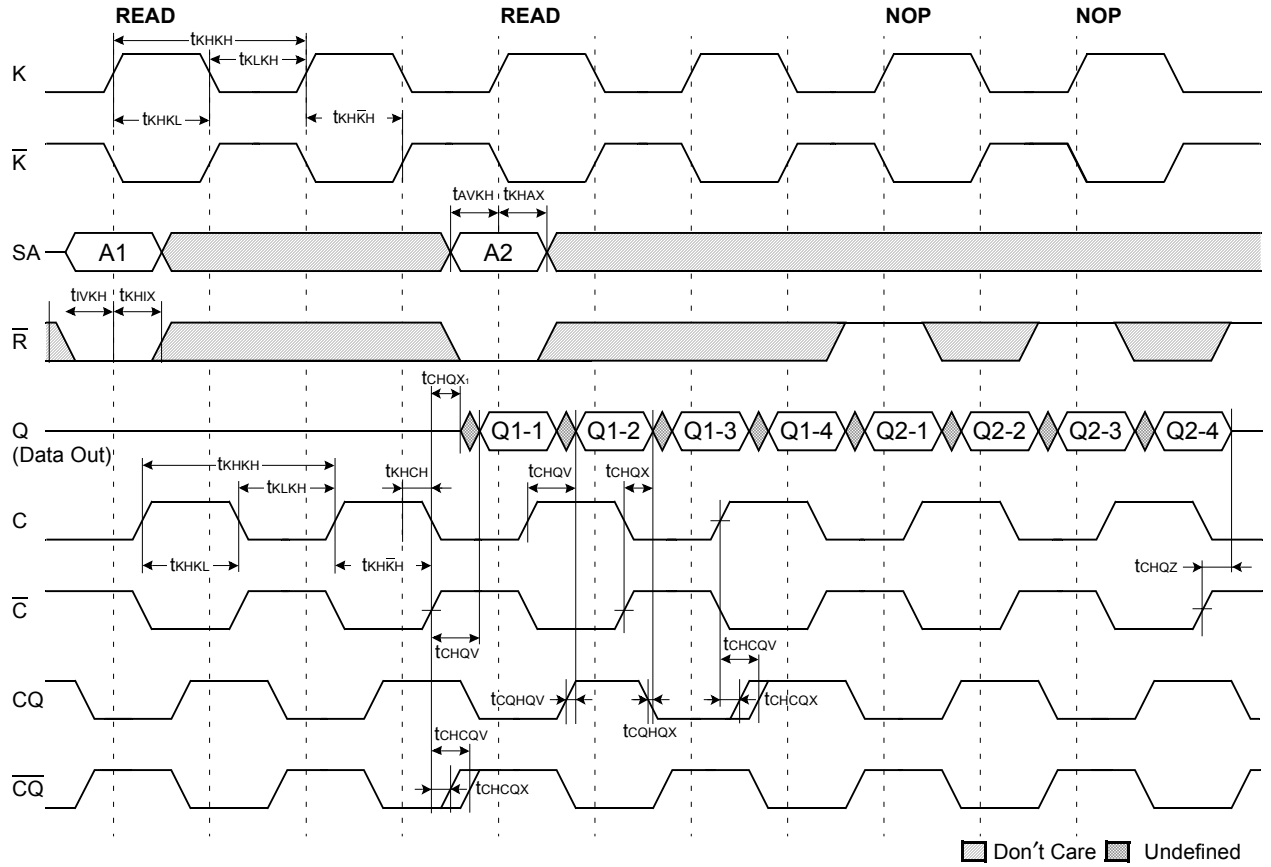 READ READ NOP NOP
tKHKH
tKLKH
K
tKHKL tKHK̅H
K̅
tAVKH tKHAX
SA A1 A2
tIVKH tKHIX
R̅
tCHQX1
Q Q1-1 Q1-2 Q1-3 Q1-4 Q2-1 Q2-2 Q2-3 Q2-4
(Data Out)
tKHKH tKHCH tCHQV tCHQX
tKLKH
C
tKHKL tKHK̅H tCHQZ
C̅
tCHQV tCHCQV
CQ tCQHQV tCHCQX
tCQHQX
tCHCQV
C̅Q̅ tCHCQX
Don't Care Undefined